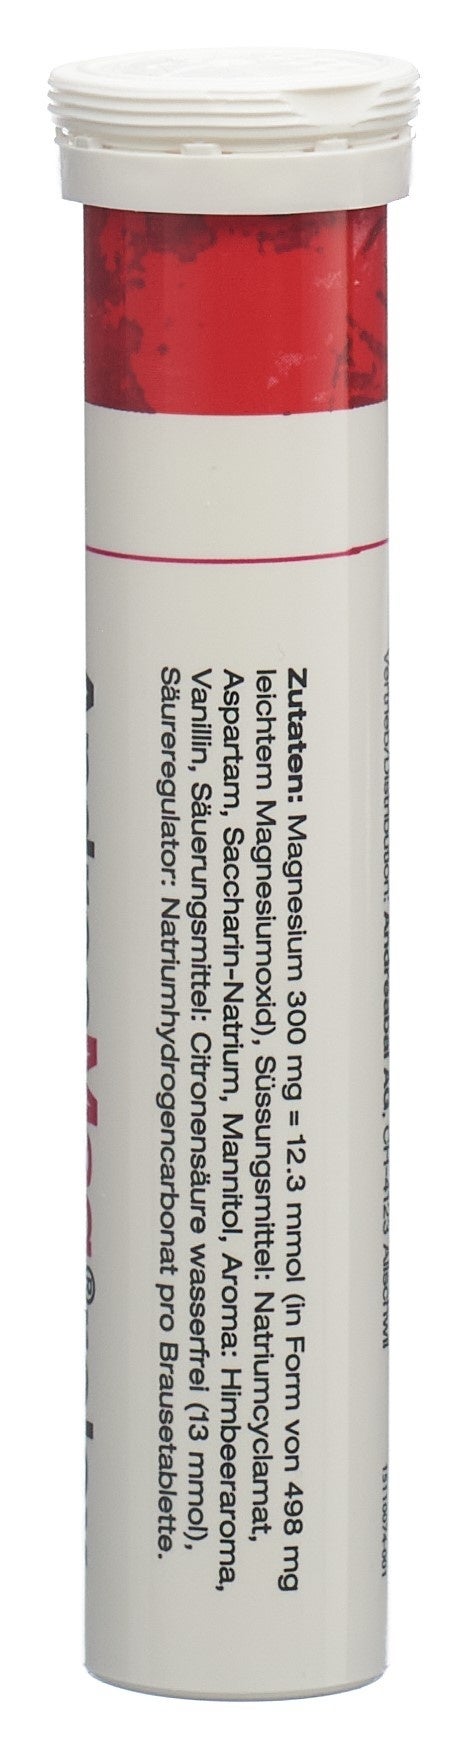 Vertrieb/Distribution: Andreabal AG, CH-4123 Allschwil
15110074-001
Zutaten: Magnesium 300 mg = 12.3 mmol (in Form von 498 mg
leichtem Magnesiumoxid), Süssungsmittel: Natriumcyclamat,
Aspartam, Saccharin-Natrium, Mannitol, Aroma: Himbeeraroma,
Vanillin, Säuerungsmittel: Citronensäure wasserfrei (13 mmol),
Säureregulator: Natriumhydrogencarbonat pro Brausetablette.